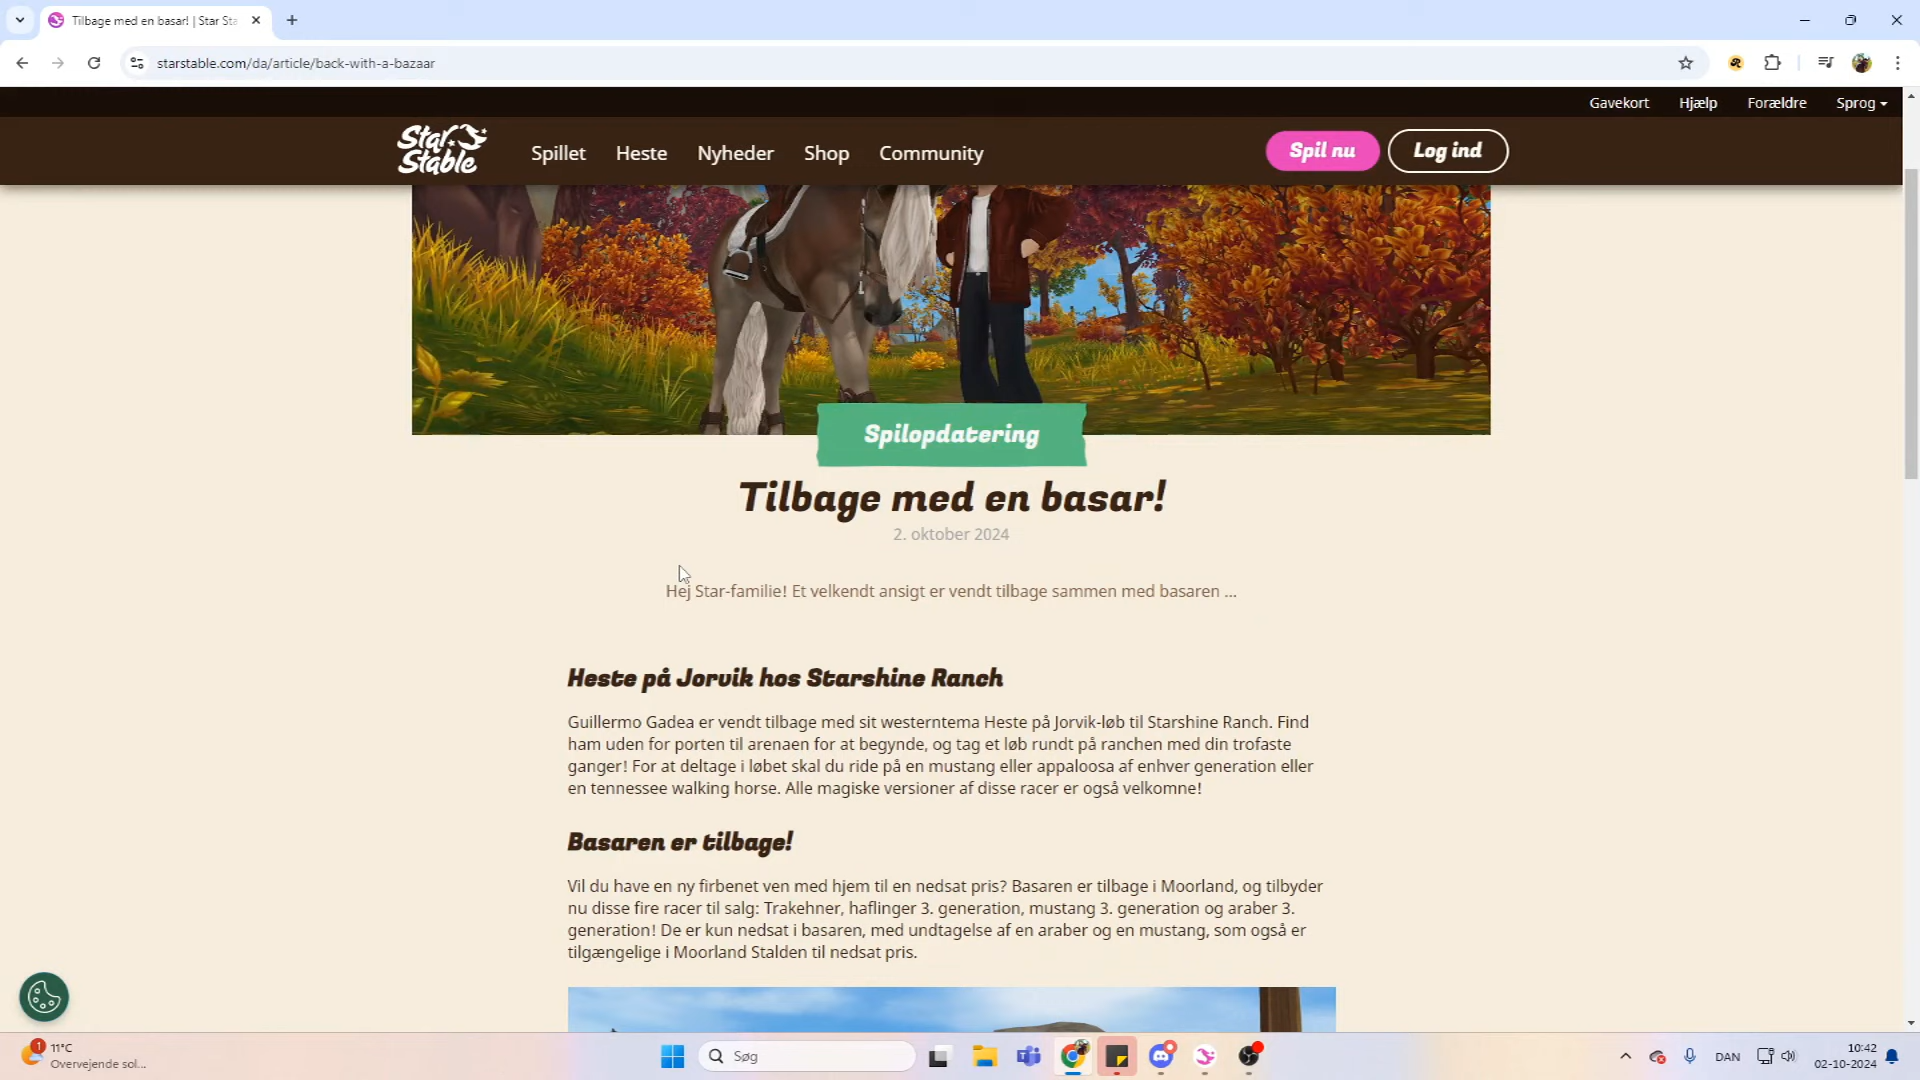 Tilbage med en basar! | Star Sta
starstable.com/da/article/back-with-a-bazaar
Gavekort Hjælp Forældre Sprog
Star Stable
Spillet Heste Nyheder Shop Community
Spil nu Log ind
Spilopdatering
Tilbage med en basar!
2. oktober 2024
Hej Star-familie! Et velkendt ansigt er vendt tilbage sammen med basaren ...
Heste på Jorvik hos Starshine Ranch
Guillermo Gadea er vendt tilbage med sit westerntema Heste på Jorvik-løb til Starshine Ranch. Find
ham uden for porten til arenaen for at begynde, og tag et løb rundt på ranchen med din trofaste
ganger! For at deltage i løbet skal du ride på en mustang eller appaloosa af enhver generation eller
en tennessee walking horse. Alle magiske versioner af disse racer er også velkomne!
Basaren er tilbage!
Vil du have en ny firbenet ven med hjem til en nedsat pris? Basaren er tilbage i Moorland, og tilbyder
nu disse fire racer til salg: Trakehner, haflinger 3. generation, mustang 3. generation og araber 3.
generation! De er kun nedsat i basaren, med undtagelse af en araber og en mustang, som også er
tilgængelige i Moorland Stalden til nedsat pris.
1
11°C
Overvejende sol...
Søg
DAN
10:42
02-10-2024